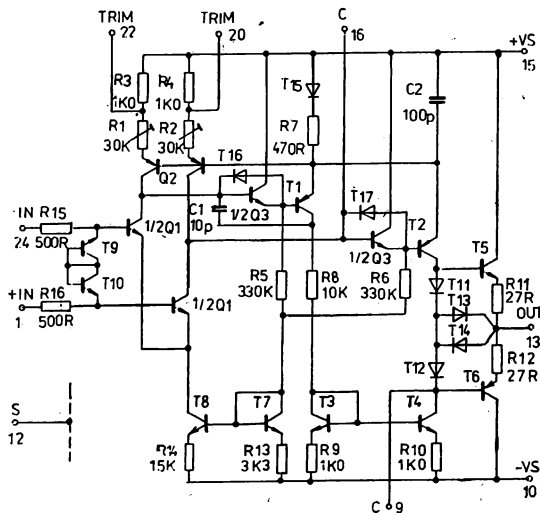 TRIM
22
TRIM
20
C
16
+VS
15
R3
1K0
R4
1K0
T15
C2
100p
R1
30K
R2
30K
R7
470R
T16
Q2
T1
T17
C1
10p
1/2Q3
T2
-IN
24
R15
500R
1/2Q1
T9
T10
1/2Q3
T5
R5
330K
R8
10K
R6
330K
T11
T13
R11
27R
OUT
13
+IN
1
R16
500R
1/2Q1
T14
R12
27R
T12
T6
T8
T7
T3
T4
S
12
R14
15K
R13
3K3
R9
1K0
R10
1K0
-VS
10
C
9